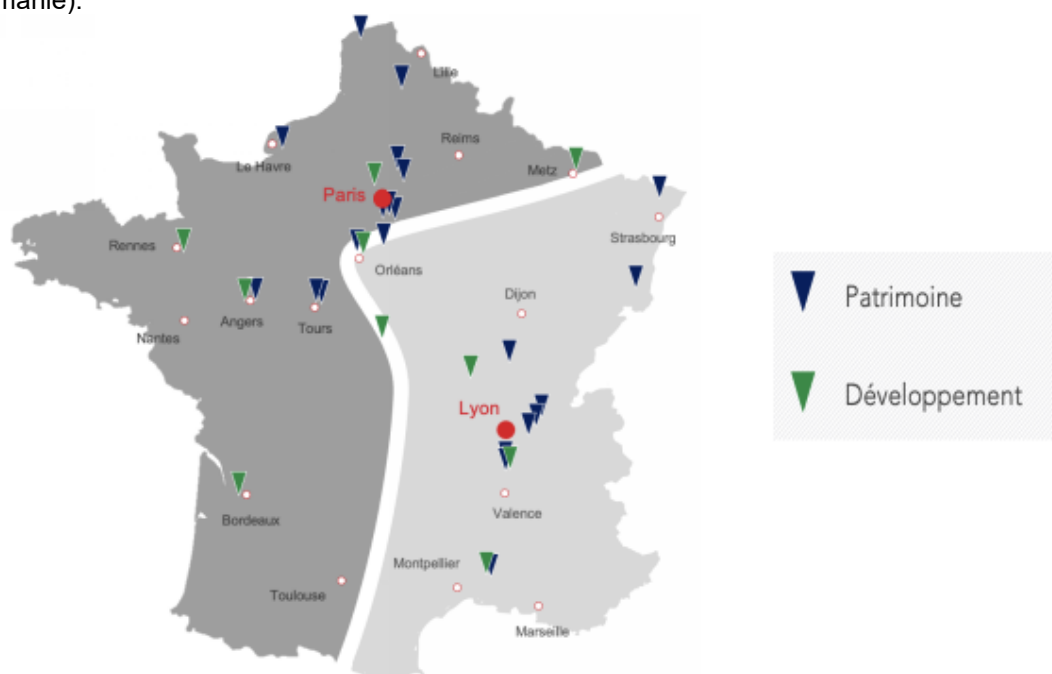 manie).
Lille
Reims
Le Havre
Metz
Paris
Strasbourg
Rennes
Orléans
Dijon
Patrimoine
Angers
Tours
Nantes
Développement
Lyon
Valence
Bordeaux
Montpellier
Toulouse
Marseille